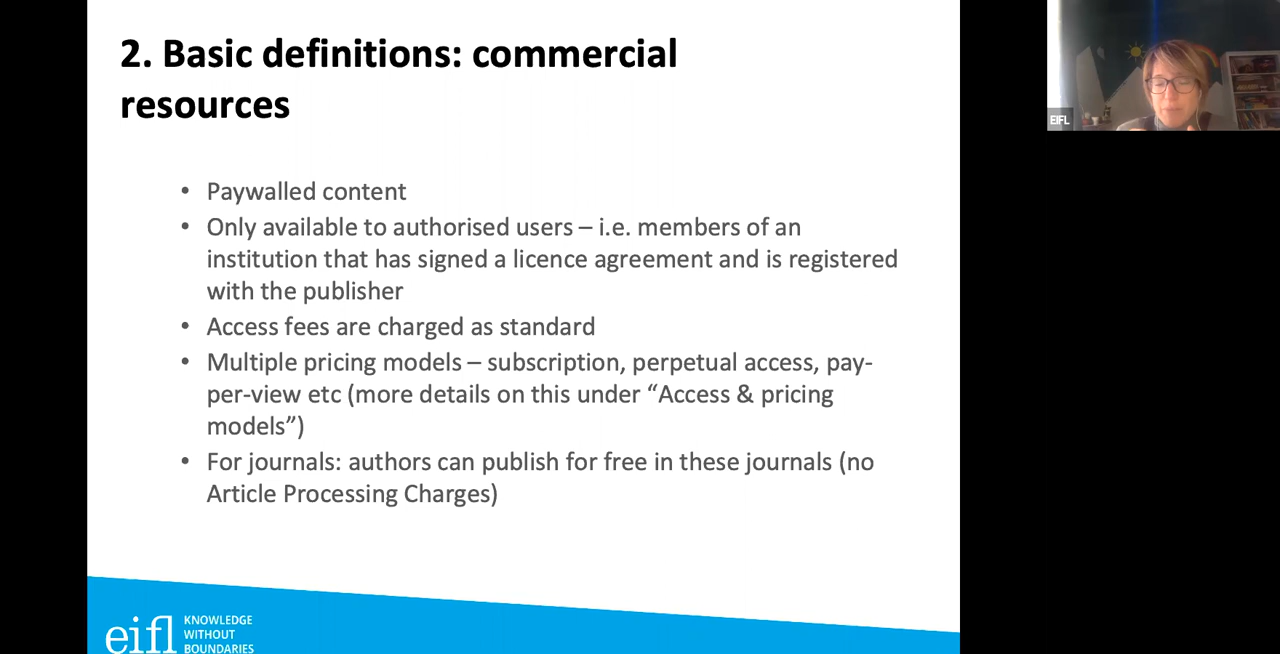 2. Basic definitions: commercial
resources
• Paywalled content
• Only available to authorised users – i.e. members of an
institution that has signed a licence agreement and is registered
with the publisher
• Access fees are charged as standard
• Multiple pricing models – subscription, perpetual access, pay-
per-view etc (more details on this under “Access & pricing
models”)
• For journals: authors can publish for free in these journals (no
Article Processing Charges)
eifl
KNOWLEDGE
WITHOUT
BOUNDARIES
EIFL